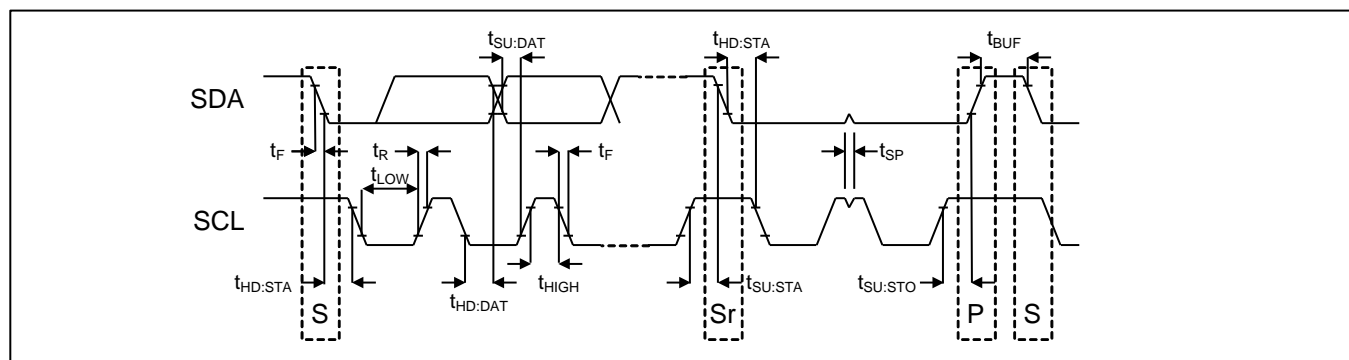 tSU:DAT
tHD:STA
tBUF
SDA
tF
tR
tF
tSP
tLOW
SCL
tHD:STA
tHD:DAT
tHIGH
tSU:STA
tSU:STO
S
Sr
P
S